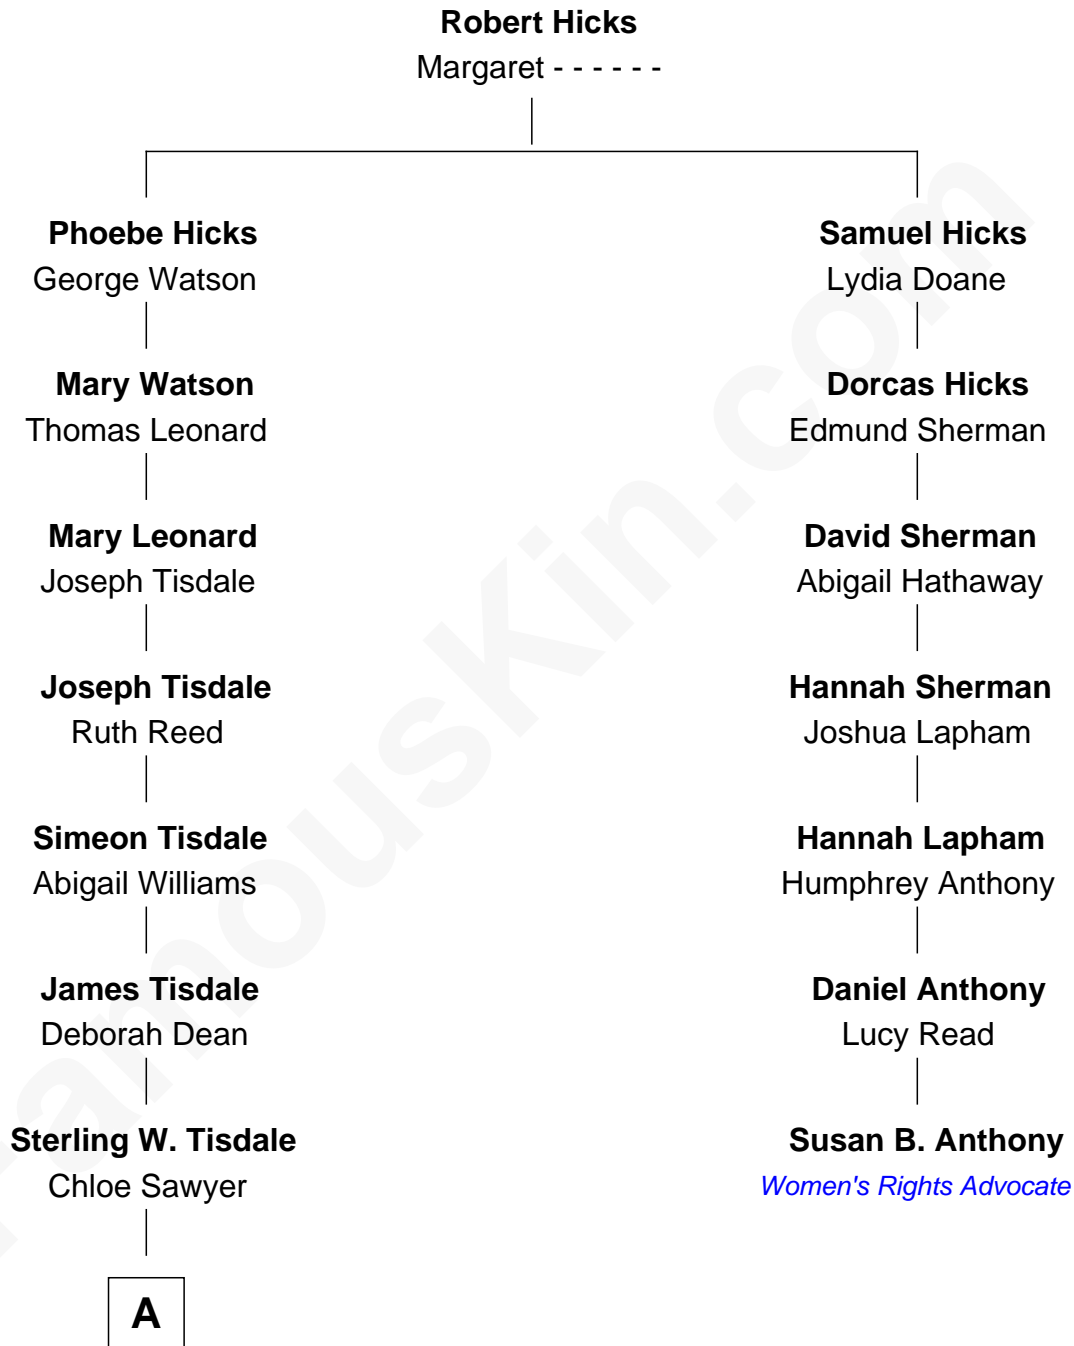 Robert Hicks
Margaret - - - - - -
Phoebe Hicks
George Watson
Samuel Hicks
Lydia Doane
Mary Watson
Thomas Leonard
Dorcas Hicks
Edmund Sherman
Mary Leonard
Joseph Tisdale
David Sherman
Abigail Hathaway
Joseph Tisdale
Ruth Reed
Hannah Sherman
Joshua Lapham
Simeon Tisdale
Abigail Williams
Hannah Lapham
Humphrey Anthony
James Tisdale
Deborah Dean
Daniel Anthony
Lucy Read
Sterling W. Tisdale
Chloe Sawyer
Susan B. Anthony
Women's Rights Advocate
A
FamousKin.com